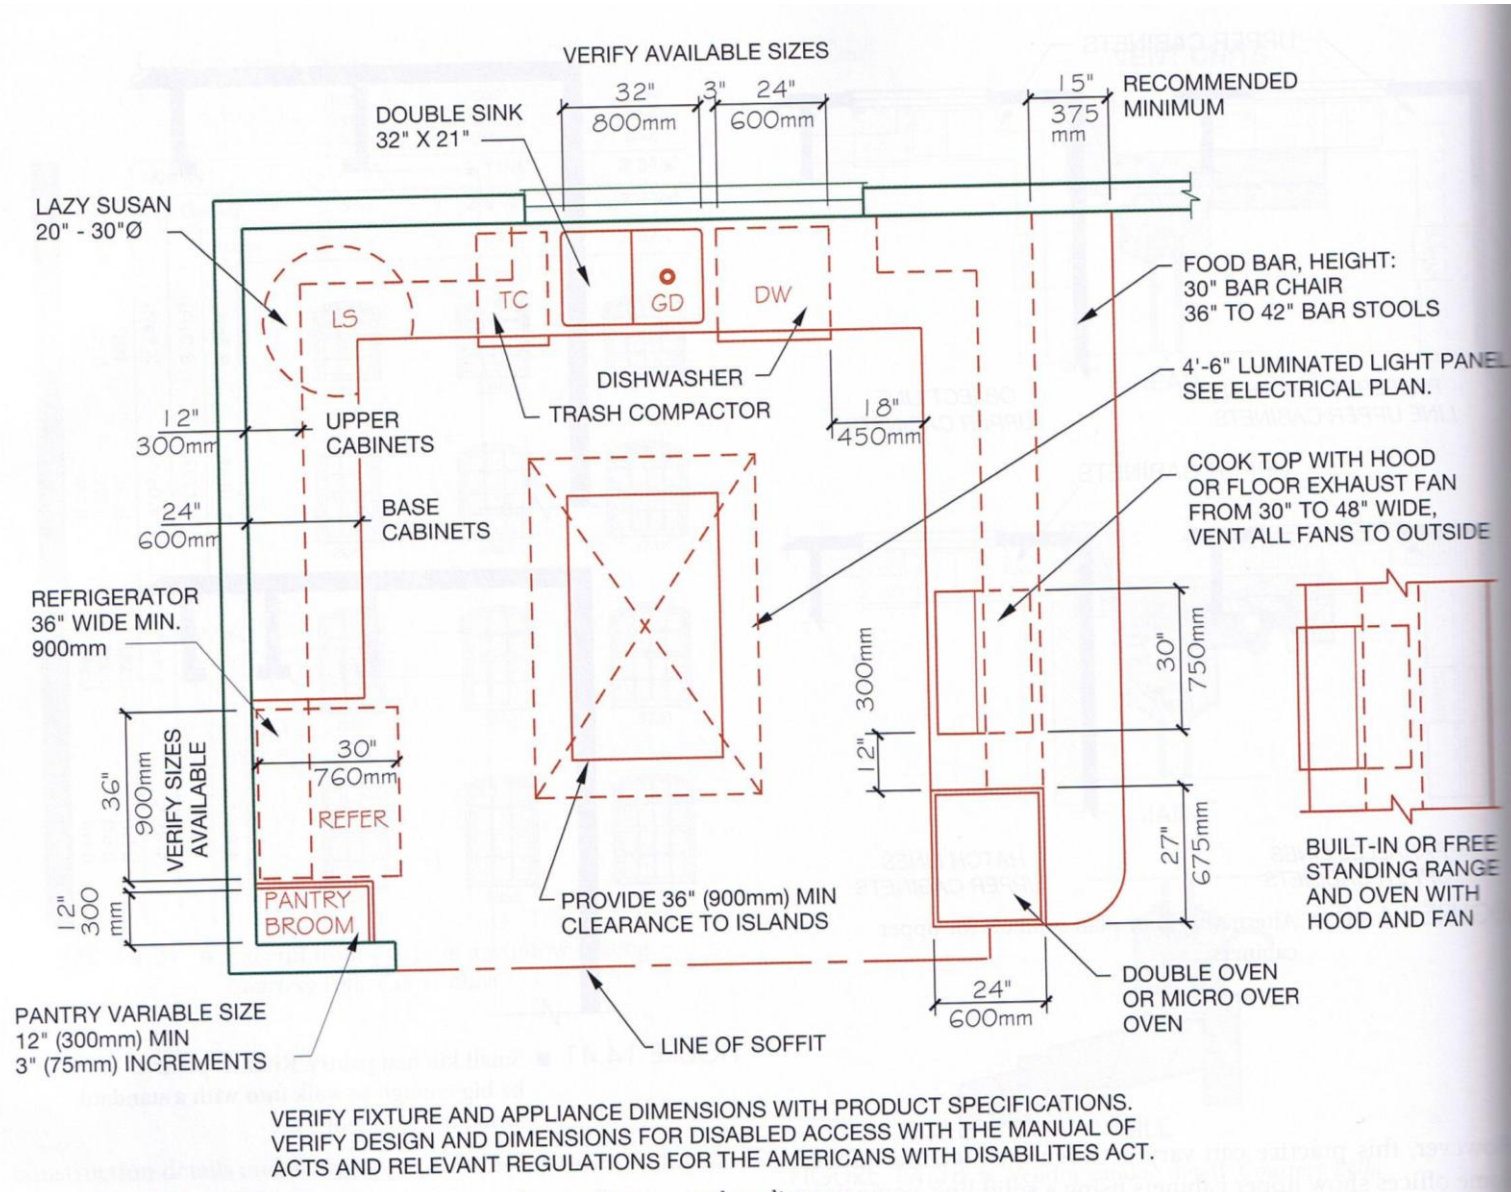 VERIFY AVAILABLE SIZES
32"
800mm
3"
24"
600mm
15"
375
mm
RECOMMENDED
MINIMUM
DOUBLE SINK
32" X 21"
LAZY SUSAN
20" - 30"Ø
LS
TC
GD
DW
FOOD BAR, HEIGHT:
30" BAR CHAIR
36" TO 42" BAR STOOLS
DISHWASHER
TRASH COMPACTOR
4'-6" LUMINATED LIGHT PANEL
SEE ELECTRICAL PLAN.
12"
300mm
UPPER
CABINETS
18"
450mm
COOK TOP WITH HOOD
OR FLOOR EXHAUST FAN
FROM 30" TO 48" WIDE,
VENT ALL FANS TO OUTSIDE
24"
600mm
BASE
CABINETS
REFRIGERATOR
36" WIDE MIN.
900mm
300mm
12"
30"
750mm
36"
900mm
VERIFY SIZES
AVAILABLE
30"
760mm
REFER
27"
675mm
BUILT-IN OR FREE
STANDING RANGE
AND OVEN WITH
HOOD AND FAN
12"
300
mm
PANTRY
BROOM
PROVIDE 36" (900mm) MIN
CLEARANCE TO ISLANDS
24"
600mm
DOUBLE OVEN
OR MICRO OVER
OVEN
PANTRY VARIABLE SIZE
12" (300mm) MIN
3" (75mm) INCREMENTS
LINE OF SOFFIT
VERIFY FIXTURE AND APPLIANCE DIMENSIONS WITH PRODUCT SPECIFICATIONS.
VERIFY DESIGN AND DIMENSIONS FOR DISABLED ACCESS WITH THE MANUAL OF
ACTS AND RELEVANT REGULATIONS FOR THE AMERICANS WITH DISABILITIES ACT.